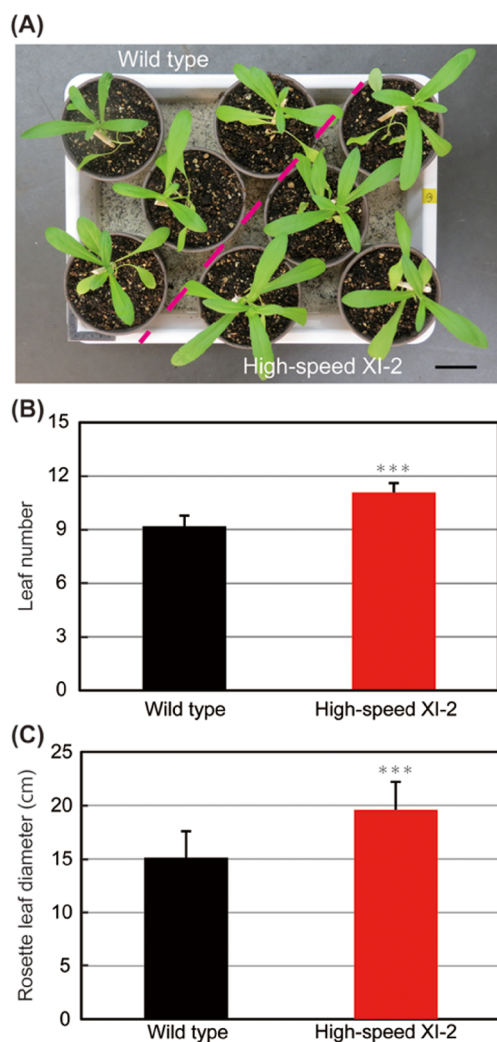 (A)
Wild type
High-speed XI-2
(B)
15
12
9
6
3
0
Leaf number
***
Wild type
High-speed XI-2
(C)
25
20
15
10
5
0
Rosette leaf diameter (cm)
***
Wild type
High-speed XI-2